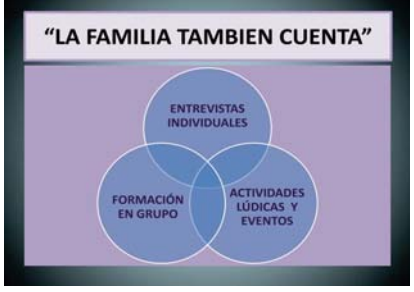 “LA FAMILIA TAMBIEN CUENTA”
ENTREVISTAS
INDIVIDUALES
FORMACIÓN
EN GRUPO
ACTIVIDADES
LÚDICAS Y
EVENTOS